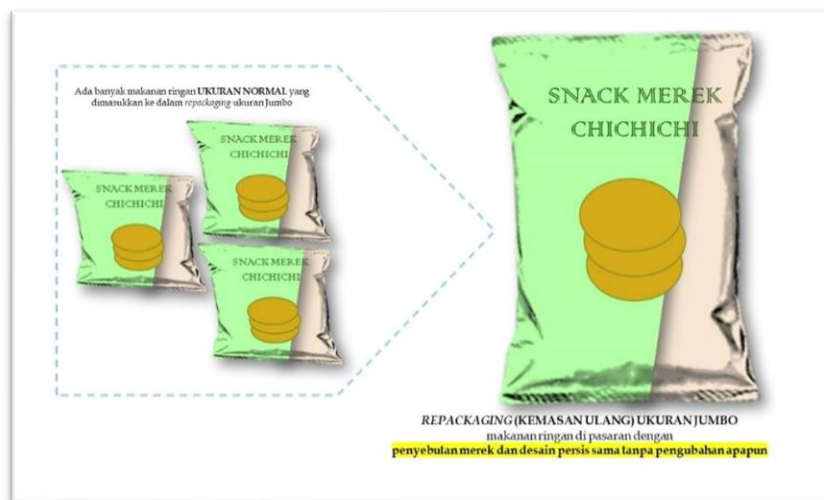 Ada banyak makanan ringan UKURAN NORMAL yang
dimasukkan ke dalam repackaging ukuran Jumbo
SNACK MEREK
CHICHICHI
SNACK MEREK
CHICHICHI
SNACK MEREK
CHICHICHI
SNACK MEREK
CHICHICHI
REPACKAGING (KEMASAN ULANG) UKURAN JUMBO
makanan ringan di pasaran dengan
penyebutan merek dan desain persis sama tanpa pengubahan apapun